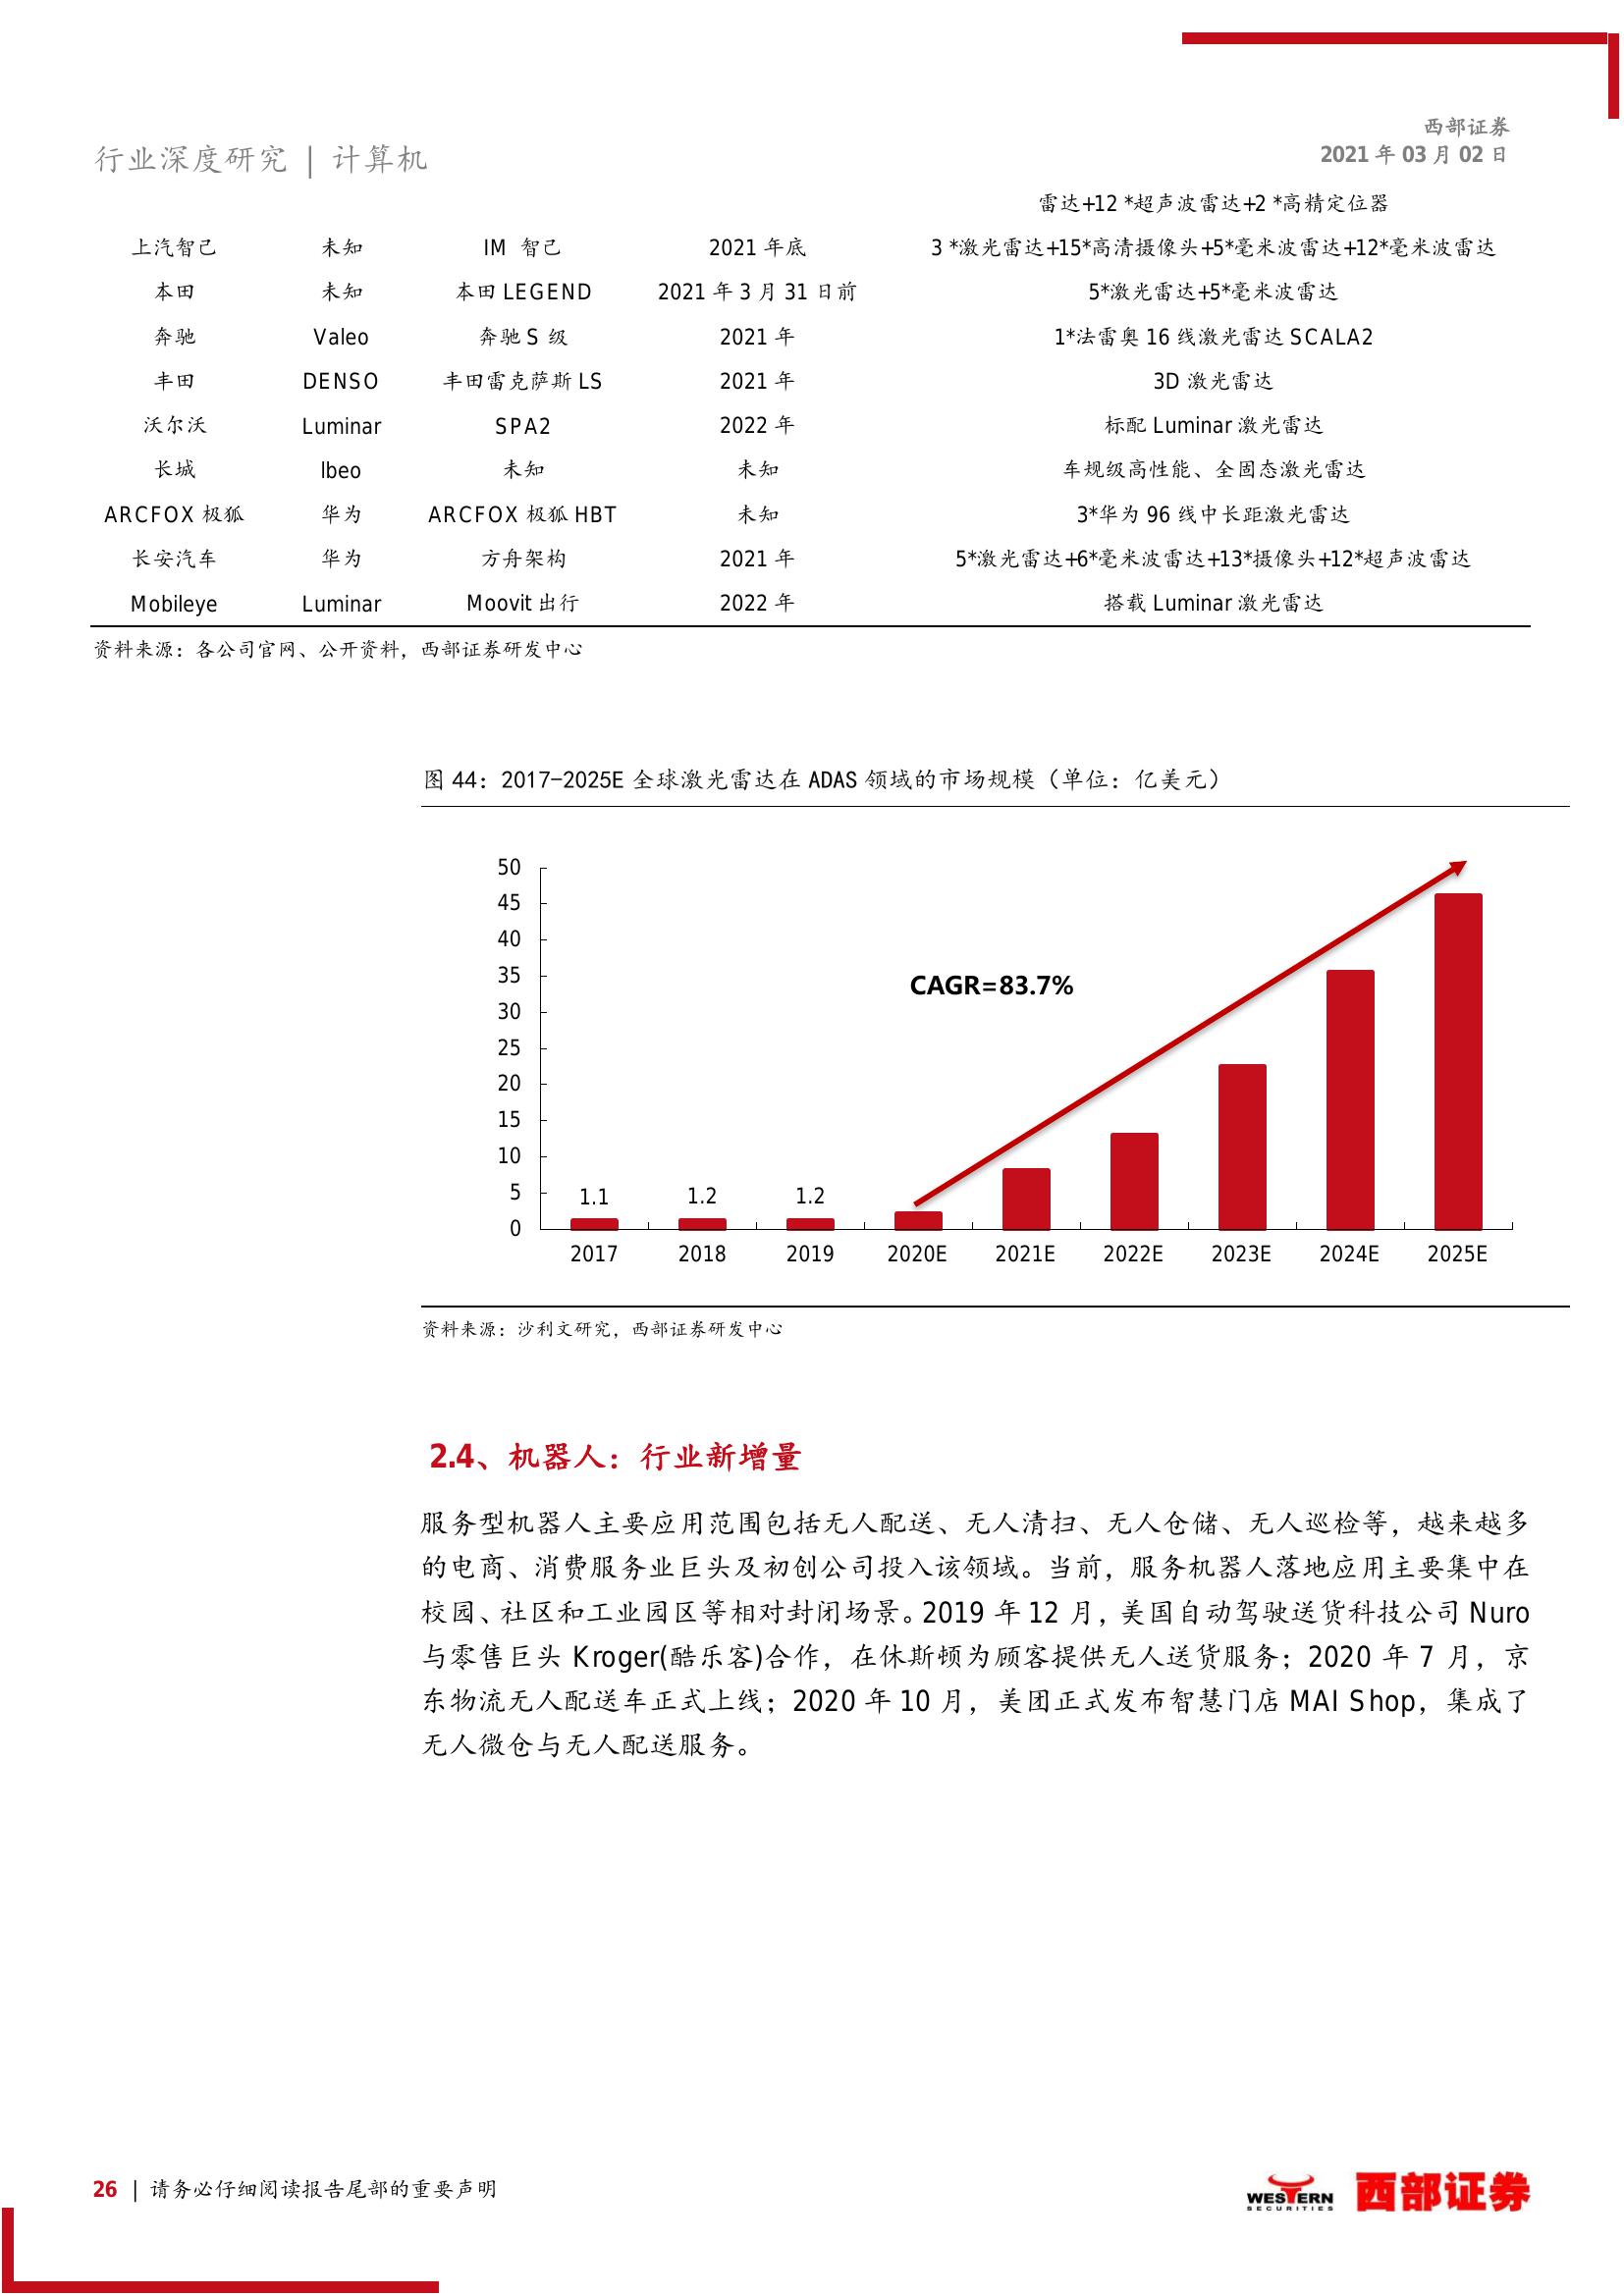 西部证券
行业深度研究 | 计算机
2021 年 03 月 02 日
雷达+12 *超声波雷达+2 *高精定位器
上汽智己 未知 IM 智己 2021 年底 3 *激光雷达+15*高清摄像头+5*毫米波雷达+12*毫米波雷达
本田 未知 本田 LEGEND 2021 年 3 月 31 日前 5*激光雷达+5*毫米波雷达
奔驰 Valeo 奔驰 S 级 2021 年 1*法雷奥 16 线激光雷达 SCALA2
丰田 DENSO 丰田雷克萨斯 LS 2021 年 3D 激光雷达
沃尔沃 Luminar SPA2 2022 年 标配 Luminar 激光雷达
长城 Ibeo 未知 未知 车规级高性能、全固态激光雷达
ARCFOX 极狐 华为 ARCFOX 极狐 HBT 未知 3*华为 96 线中长距激光雷达
长安汽车 华为 方舟架构 2021 年 5*激光雷达+6*毫米波雷达+13*摄像头+12*超声波雷达
Mobileye Luminar Moovit 出行 2022 年 搭载 Luminar 激光雷达
资料来源：各公司官网、公开资料，西部证券研发中心
图 44：2017-2025E 全球激光雷达在 ADAS 领域的市场规模（单位：亿美元）
50
45
40
35
30
25
20
15
10
5
0
CAGR=83.7%
1.1 1.2 1.2
2017 2018 2019 2020E 2021E 2022E 2023E 2024E 2025E
资料来源：沙利文研究，西部证券研发中心
2.4、机器人：行业新增量
服务型机器人主要应用范围包括无人配送、无人清扫、无人仓储、无人巡检等，越来越多
的电商、消费服务业巨头及初创公司投入该领域。当前，服务机器人落地应用主要集中在
校园、社区和工业园区等相对封闭场景。2019 年 12 月，美国自动驾驶送货科技公司 Nuro
与零售巨头 Kroger(酷乐客)合作，在休斯顿为顾客提供无人送货服务；2020 年 7 月，京
东物流无人配送车正式上线；2020 年 10 月，美团正式发布智慧门店 MAI Shop，集成了
无人微仓与无人配送服务。
26 | 请务必仔细阅读报告尾部的重要声明
WESTERN
SECURITIES
西部证券